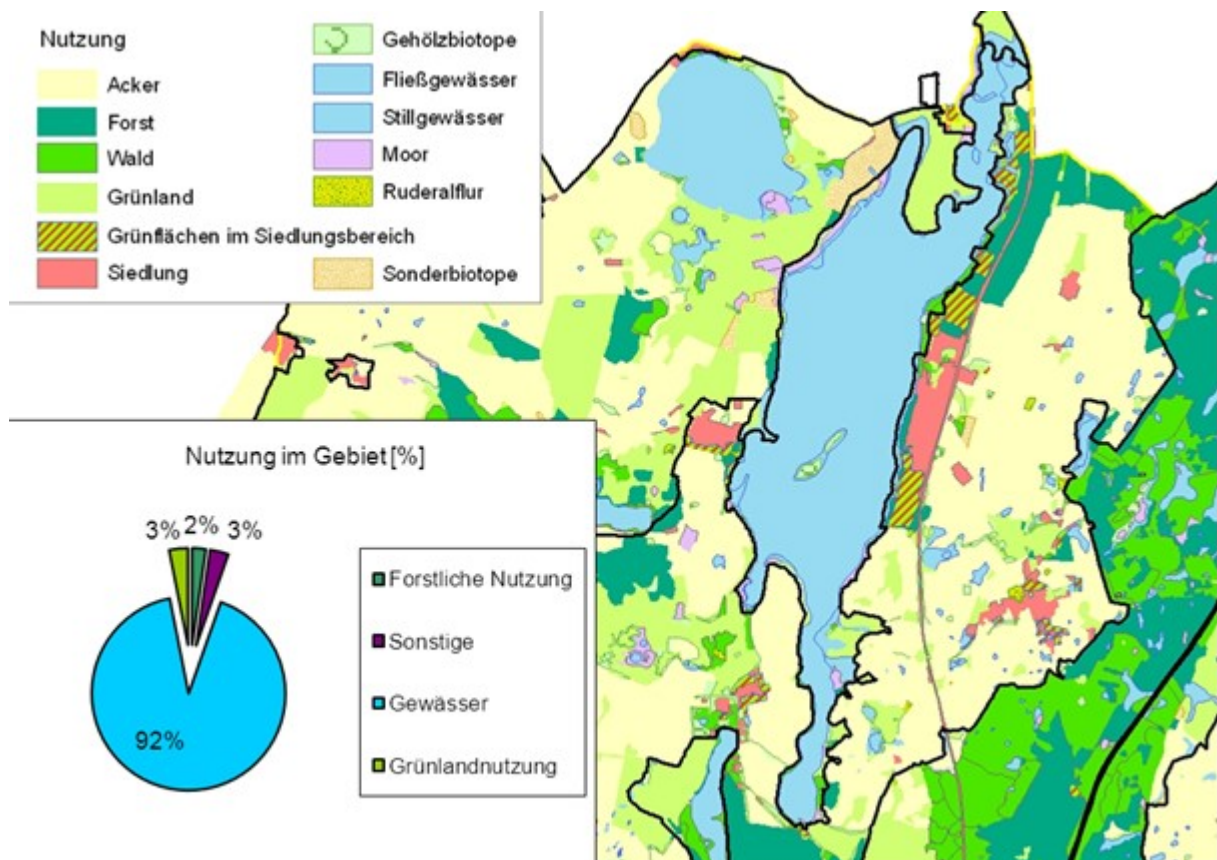 Nutzung
Acker
Forst
Wald
Grünland
Grünflächen im Siedlungsbereich
Siedlung
Gehölzbiotope
Fließgewässer
Stillgewässer
Moor
Ruderalflur
Sonderbiotope
Nutzung im Gebiet [%]
3% 2% 3%
92%
Forstliche Nutzung
Sonstige
Gewässer
Grünlandnutzung